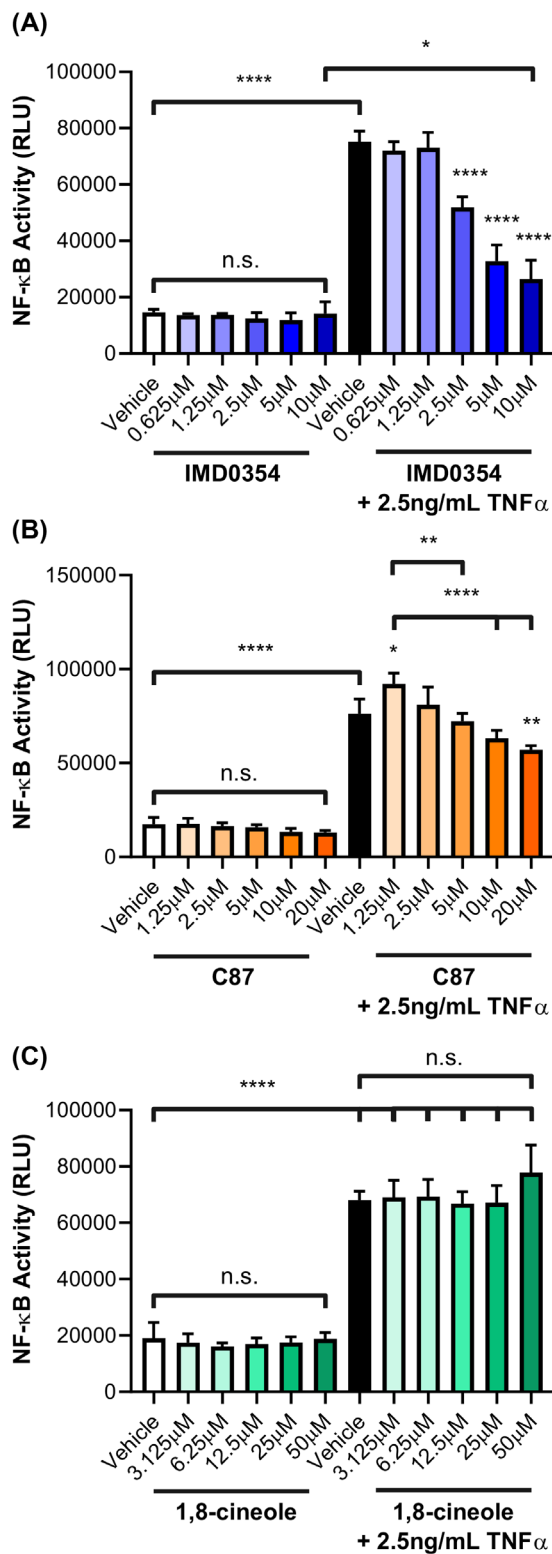 (A)
*
****
100000
80000
60000
40000
20000
0
NF-κB Activity (RLU)
****
****
****
n.s.
Vehicle
0.625μM
1.25μM
2.5μM
5μM
10μM
Vehicle
0.625μM
1.25μM
2.5μM
5μM
10μM
IMD0354
IMD0354
+ 2.5ng/mL TNFα
(B)
**
****
150000
100000
50000
0
NF-κB Activity (RLU)
****
*
**
n.s.
Vehicle
1.25μM
2.5μM
5μM
10μM
20μM
Vehicle
1.25μM
2.5μM
5μM
10μM
20μM
C87
C87
+ 2.5ng/mL TNFα
(C)
n.s.
****
100000
80000
60000
40000
20000
0
NF-κB Activity (RLU)
n.s.
Vehicle
3.125μM
6.25μM
12.5μM
25μM
50μM
Vehicle
3.125μM
6.25μM
12.5μM
25μM
50μM
1,8-cineole
1,8-cineole
+ 2.5ng/mL TNFα